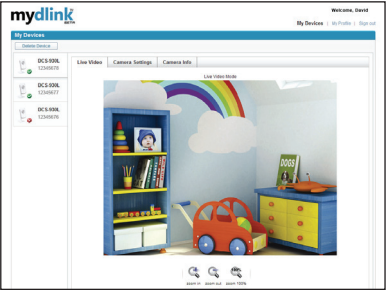 mydlink
BETA
Welcome, David
My Devices | My Profile | Sign out
My Devices
Delete Device
DCS-930L
12345678
DCS-930L
12345677
DCS-930L
12345676
Live Video
Camera Settings
Camera Info
Live Video Mode
DOGS
zoom in
zoom out
zoom 100%